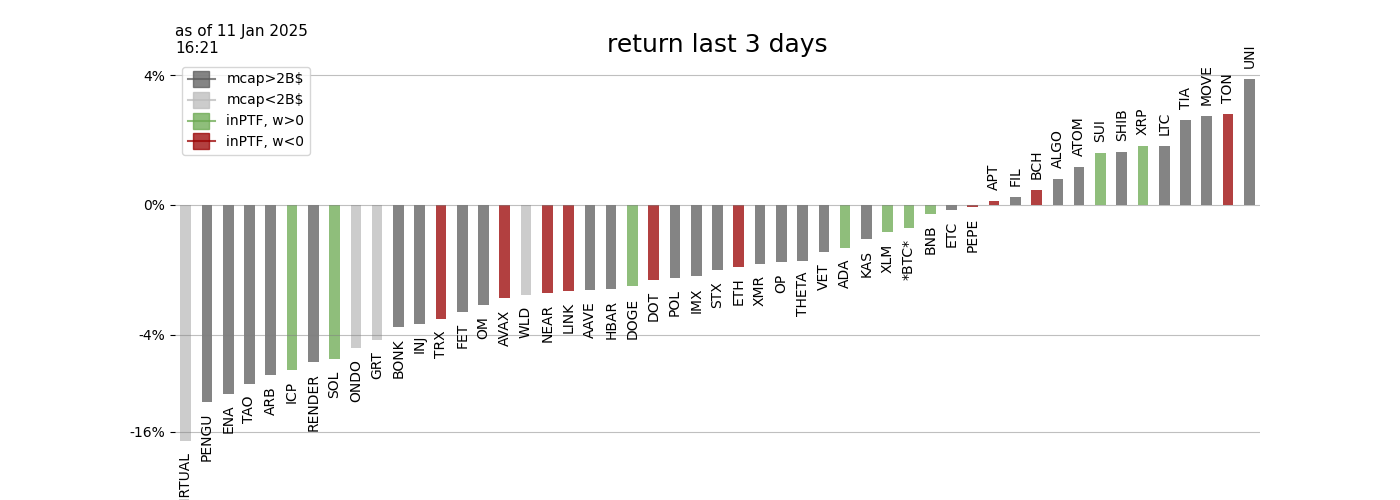 as of 11 Jan 2025
16:21
return last 3 days
mcap>2B$
mcap<2B$
inPTF, w>0
inPTF, w<0
4%
0%
-4%
-16%
PENGU
ENA
TAO
ARB
ICP
RENDER
SOL
ONDO
GRT
BONK
INJ
TRX
FET
OM
AVAX
WLD
NEAR
LINK
AAVE
HBAR
DOGE
DOT
POL
IMX
STX
ETH
XMR
OP
THETA
VET
ADA
KAS
XLM
*BTC*
BNB
ETC
PEPE
APT
FIL
BCH
ALGO
ATOM
SUI
SHIB
XRP
LTC
TIA
MOVE
TON
UNI